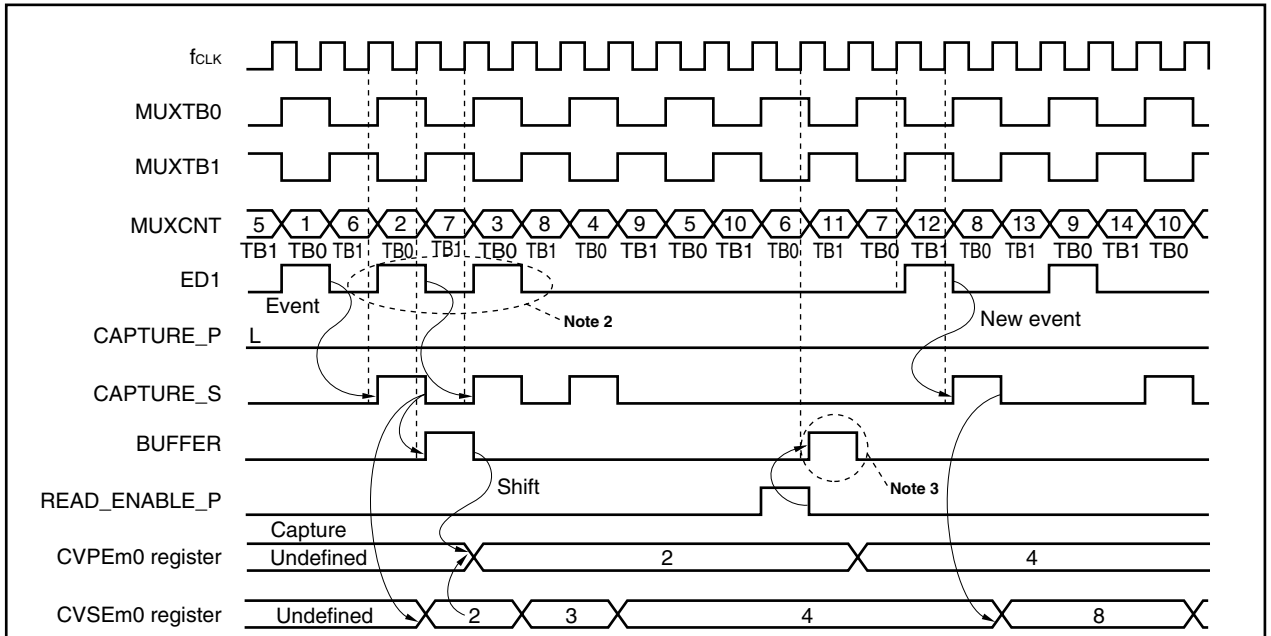 fCLK
MUXTB0
MUXTB1
MUXCNT 5 1 6 2 7 3 8 4 9 5 10 6 11 7 12 8 13 9 14 10
TB1 TB0 TB1 TB0 TB1 TB0 TB1 TB0 TB1 TB0 TB1 TB0 TB1 TB0 TB1 TB0 TB1 TB0 TB1 TB0
ED1
Event
Note 2
New event
CAPTURE_P L
CAPTURE_S
BUFFER
Shift
Note 3
READ_ENABLE_P
Capture
CVPEm0 register Undefined 2 4
CVSEm0 register Undefined 2 3 4 8